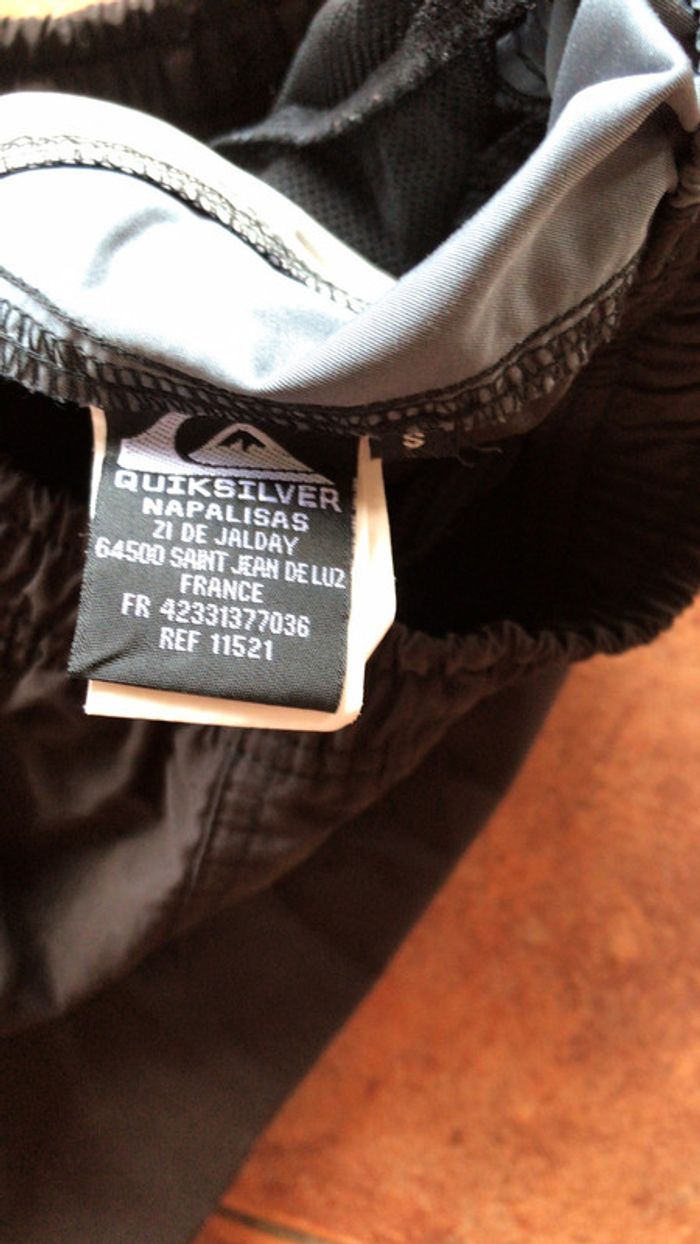 QUIKSILVER
NAPALISAS
ZI DE JALDAY
64500 SAINT JEAN DE LUZ
FRANCE
FR 42331377036
REF 11521
S